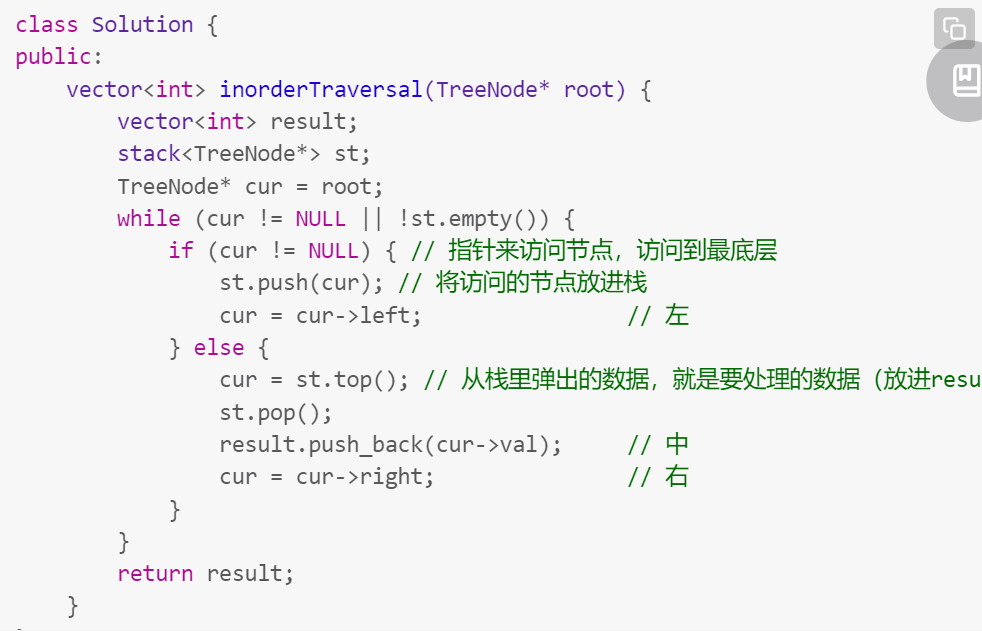 class Solution {
public:
    vector<int> inorderTraversal(TreeNode* root) {
        vector<int> result;
        stack<TreeNode*> st;
        TreeNode* cur = root;
        while (cur != NULL || !st.empty()) {
            if (cur != NULL) { // 指针来访问节点，访问到最底层
                st.push(cur); // 将访问的节点放进栈
                cur = cur->left;                // 左
            } else {
                cur = st.top(); // 从栈里弹出的数据，就是要处理的数据（放进resu
                st.pop();
                result.push_back(cur->val);     // 中
                cur = cur->right;               // 右
            }
        }
        return result;
    }